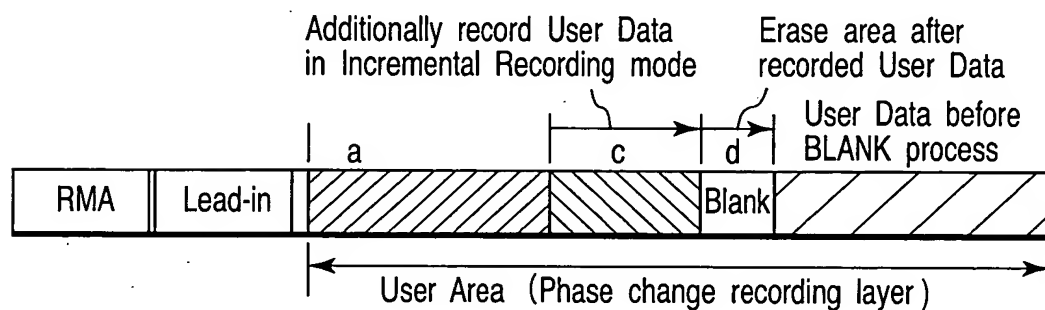 Additionally record User Data
in Incremental Recording mode
Erase area after
recorded User Data
User Data before
BLANK process
a
c
d
RMA
Lead-in
Blank
User Area (Phase change recording layer)